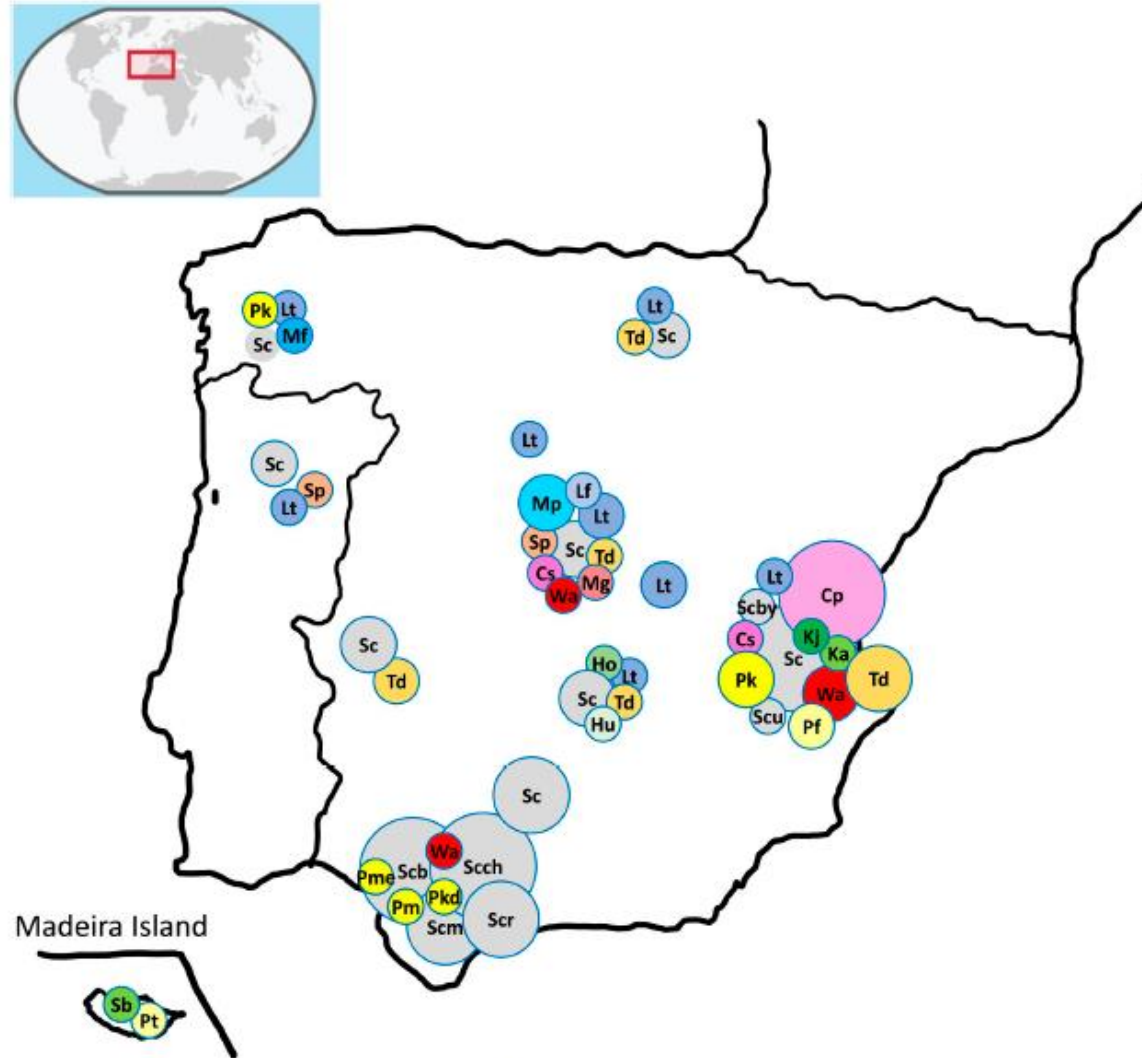 Pk
Lt
Mf
Sc
Lt
Td
Sc
Lt
Sc
Sp
Lt
Mp
Lf
Lt
Sp
Sc
Td
Cs
Mg
Wa
Lt
Lt
Cp
Scby
Cs
Kj
Sc
Ka
Pk
Wa
Td
Scu
Pf
Sc
Td
Ho
Lt
Sc
Td
Hu
Sc
Wa
Scb
Scch
Pme
Pkd
Pm
Scm
Scr
Madeira Island
Sb
Pt